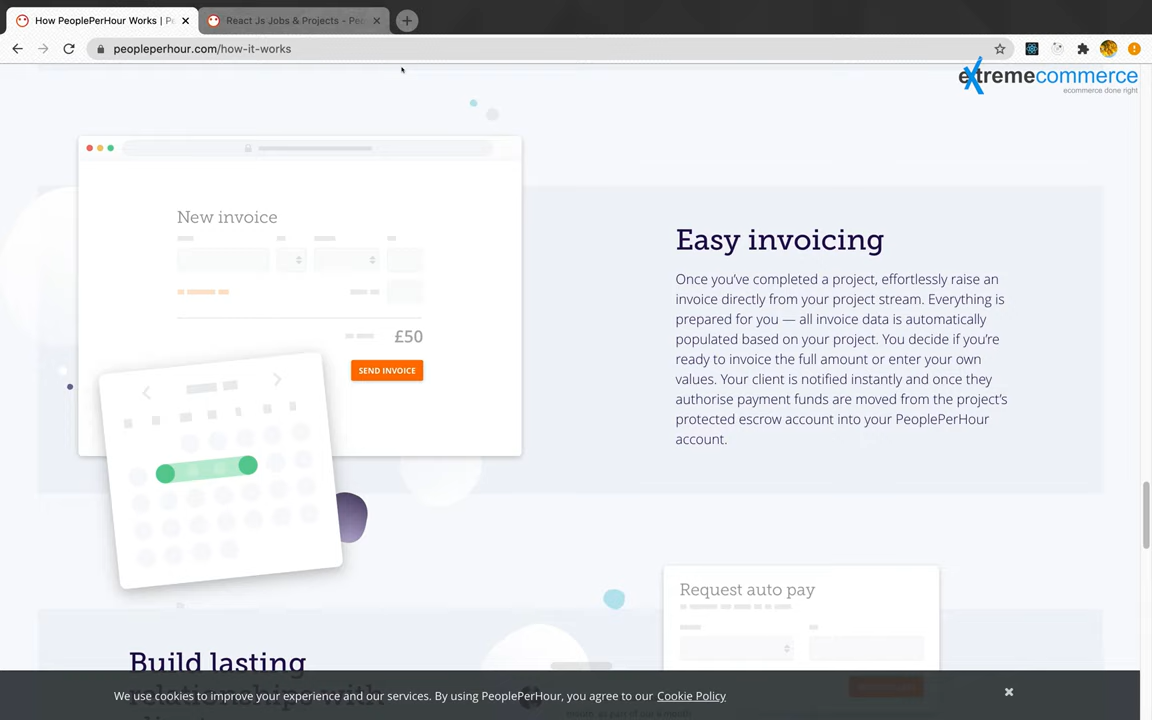 How PeoplePerHour Works | Pe
React Js Jobs & Projects - Peo
peopleperhour.com/how-it-works
extremecommerce
ecommerce done right
New invoice
£50
SEND INVOICE
Easy invoicing
Once you've completed a project, effortlessly raise an
invoice directly from your project stream. Everything is
prepared for you — all invoice data is automatically
populated based on your project. You decide if you're
ready to invoice the full amount or enter your own
values. Your client is notified instantly and once they
authorise payment funds are moved from the project's
protected escrow account into your PeoplePerHour
account.
Request auto pay
Build lasting
relationships with
We use cookies to improve your experience and our services. By using PeoplePerHour, you agree to our Cookie Policy